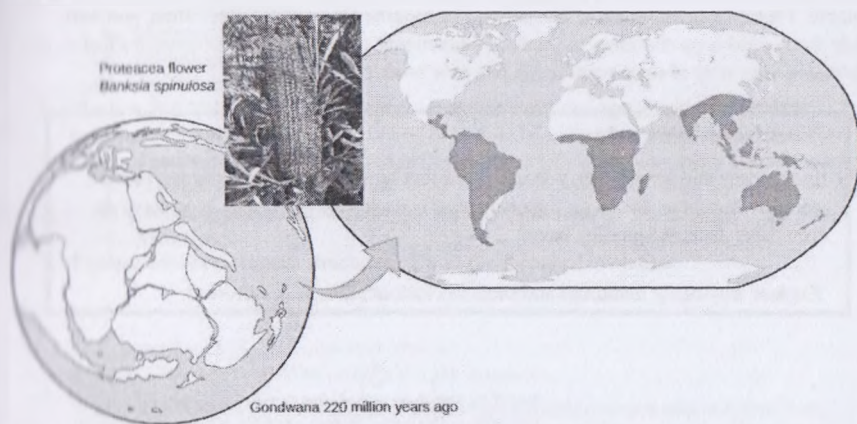 Proteacea flower
Banksia spinulosa
Gondwana 220 million years ago